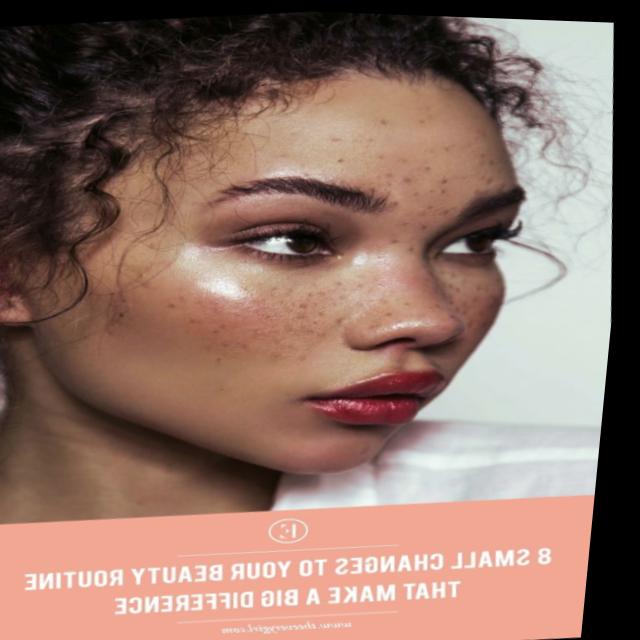 E
8 SMALL CHANGES TO YOUR BEAUTY ROUTINE
THAT MAKE A BIG DIFFERENCE
www.theeverygirl.com